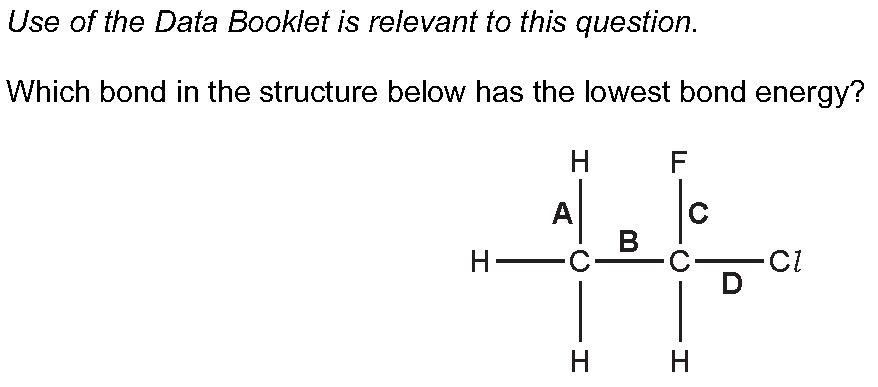 Use of the Data Booklet is relevant to this question.
Which bond in the structure below has the lowest bond energy?
H F
A C
B
H C C Cl
D
H H